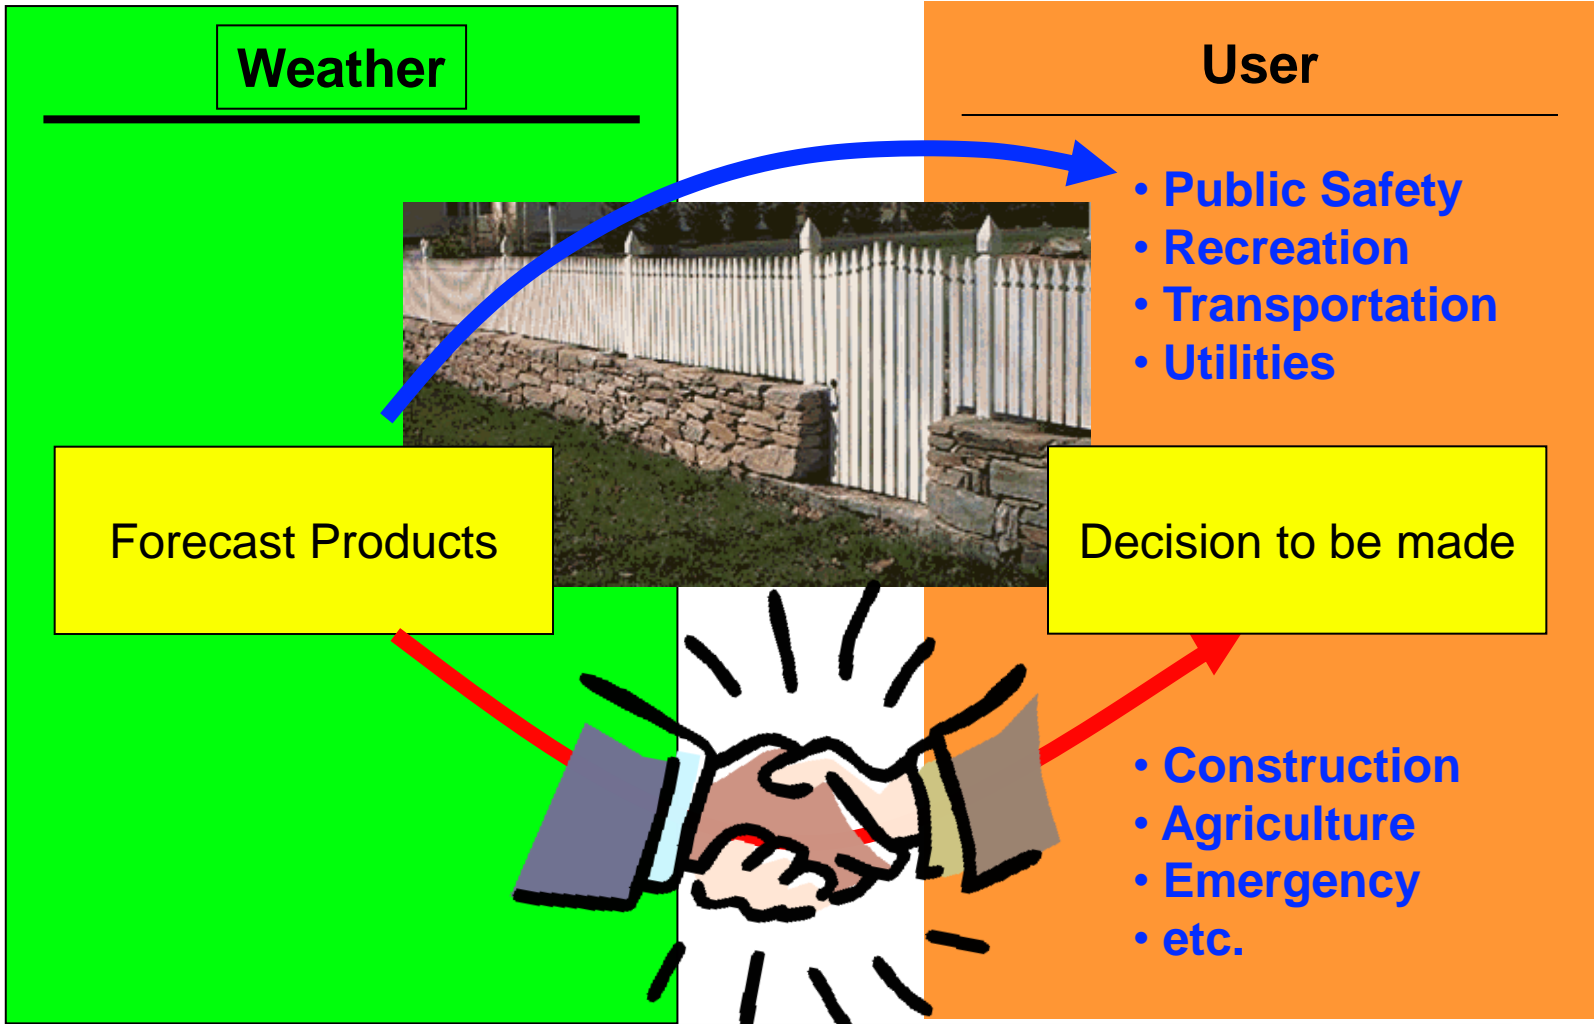 Weather
User
• Public Safety
• Recreation
• Transportation
• Utilities
Forecast Products
Decision to be made
• Construction
• Agriculture
• Emergency
• etc.